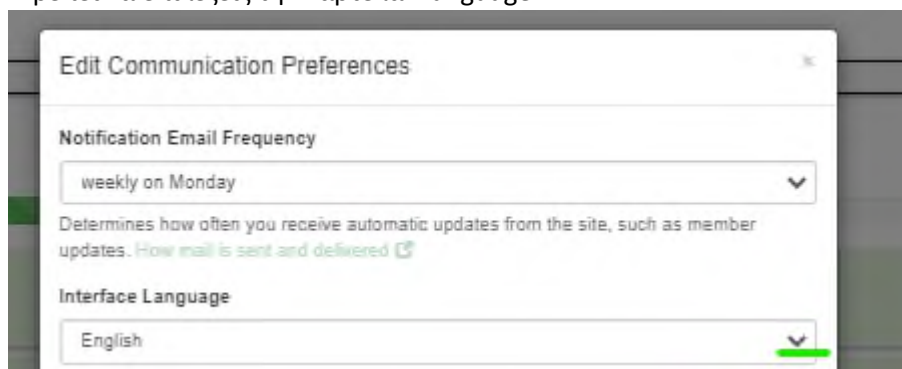 Edit Communication Preferences
Notification Email Frequency
weekly on Monday
Determines how often you receive automatic updates from the site, such as member
updates. How mail is sent and delivered
Interface Language
English